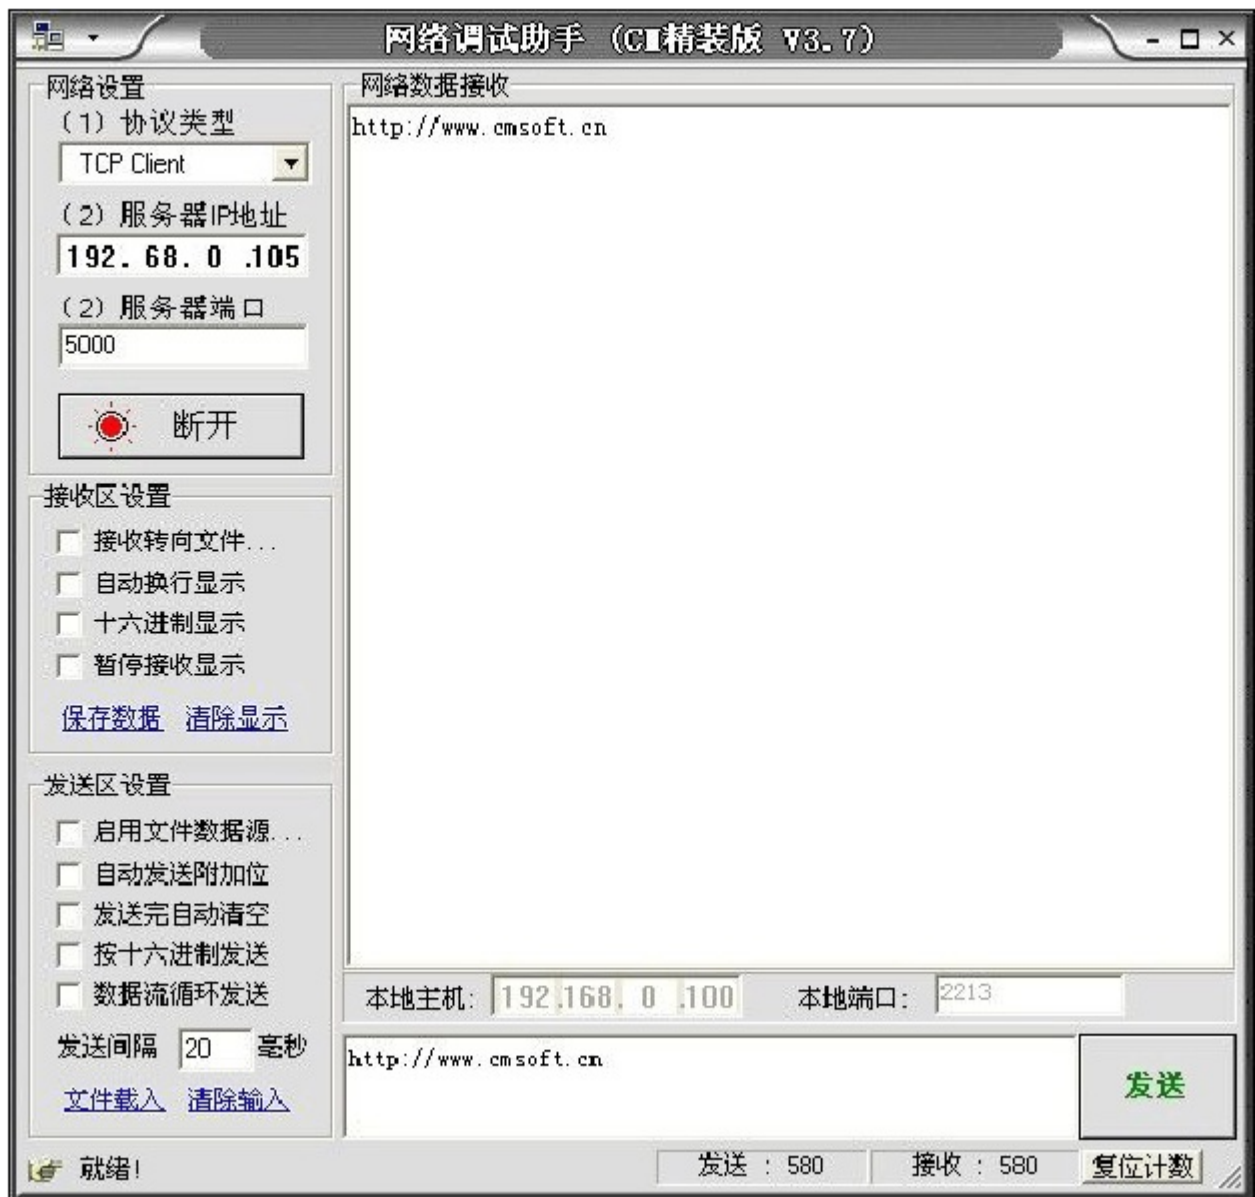 网络调试助手 (CM精装版 V3.7)
网络设置
(1) 协议类型
TCP Client
(2) 服务器IP地址
192. 68. 0 .105
(2) 服务器端口
5000
断开
接收区设置
接收转向文件...
自动换行显示
十六进制显示
暂停接收显示
保存数据 清除显示
发送区设置
启用文件数据源...
自动发送附加位
发送完自动清空
按十六进制发送
数据流循环发送
发送间隔 20 毫秒
文件载入 清除输入
网络数据接收
http://www.cmsoft.cn
本地主机: 192.168. 0 .100 本地端口: 2213
http://www.cmsoft.cn
发送
就绪! 发送 : 580 接收 : 580 复位计数